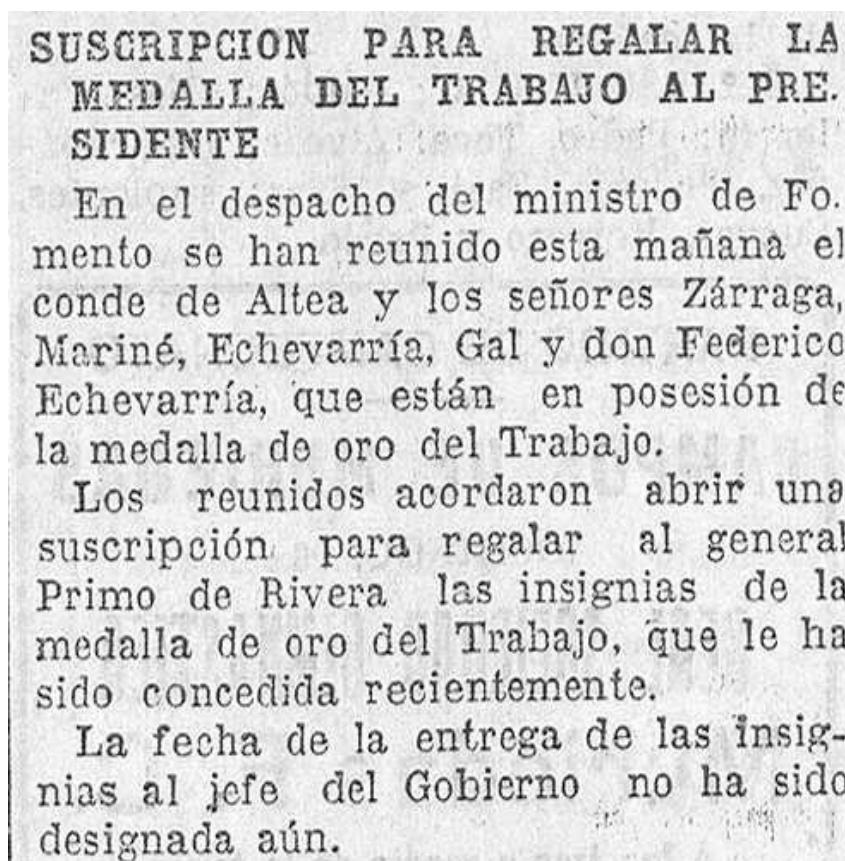 SUSCRIPCION PARA REGALAR LA
MEDALLA DEL TRABAJO AL PRE.
SIDENTE
En el despacho del ministro de Fo.
mento se han reunido esta mañana el
conde de Altea y los señores Zárraga,
Mariné, Echevarría, Gal y don Federico
Echevarría, que están en posesión de
la medalla de oro del Trabajo.
Los reunidos acordaron abrir una
suscripción para regalar al general
Primo de Rivera las insignias de la
medalla de oro del Trabajo, que le ha
sido concedida recientemente.
La fecha de la entrega de las insig-
nias al jefe del Gobierno no ha sido
designada aún.